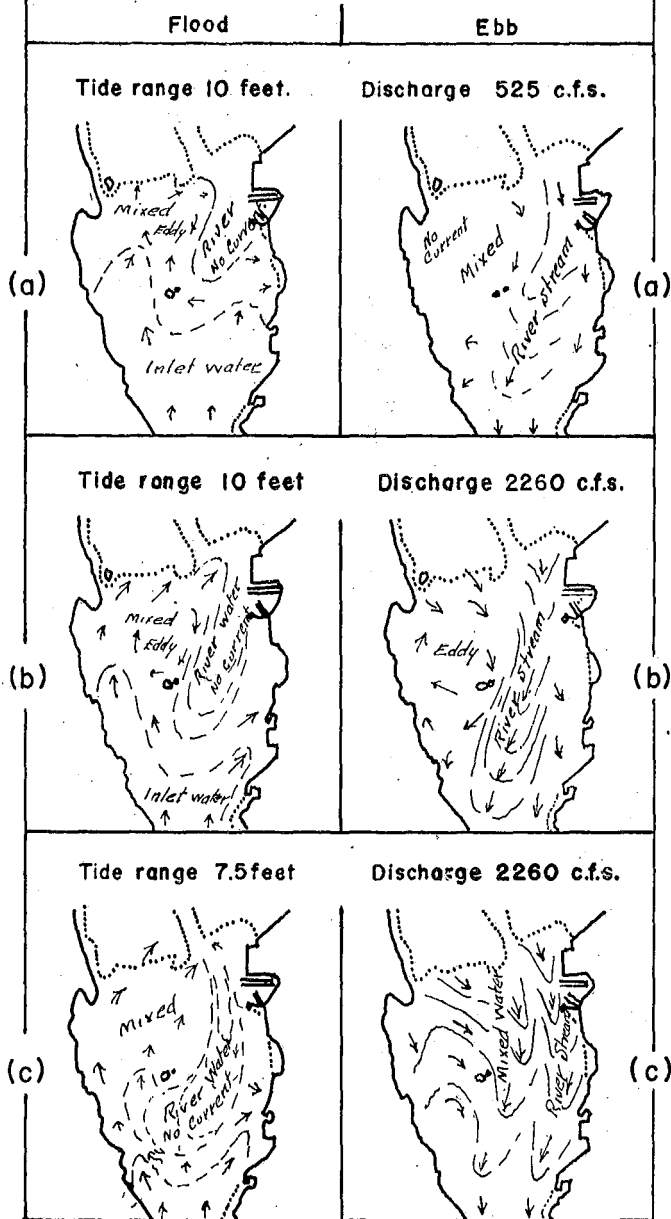 Flood
Ebb
Tide range 10 feet.
Discharge 525 c.f.s.
(a)
Mixed
Eddy
River
No Current
Inlet water
No
Current
Mixed
River Stream
(a)
Tide range 10 feet
Discharge 2260 c.f.s.
(b)
Mixed
Eddy
River water
No Current
Inlet water
Eddy
River Stream
(b)
Tide range 7.5 feet
Discharge 2260 c.f.s.
(c)
Mixed
River Water
No Current
Mixed Water
River Stream
(c)